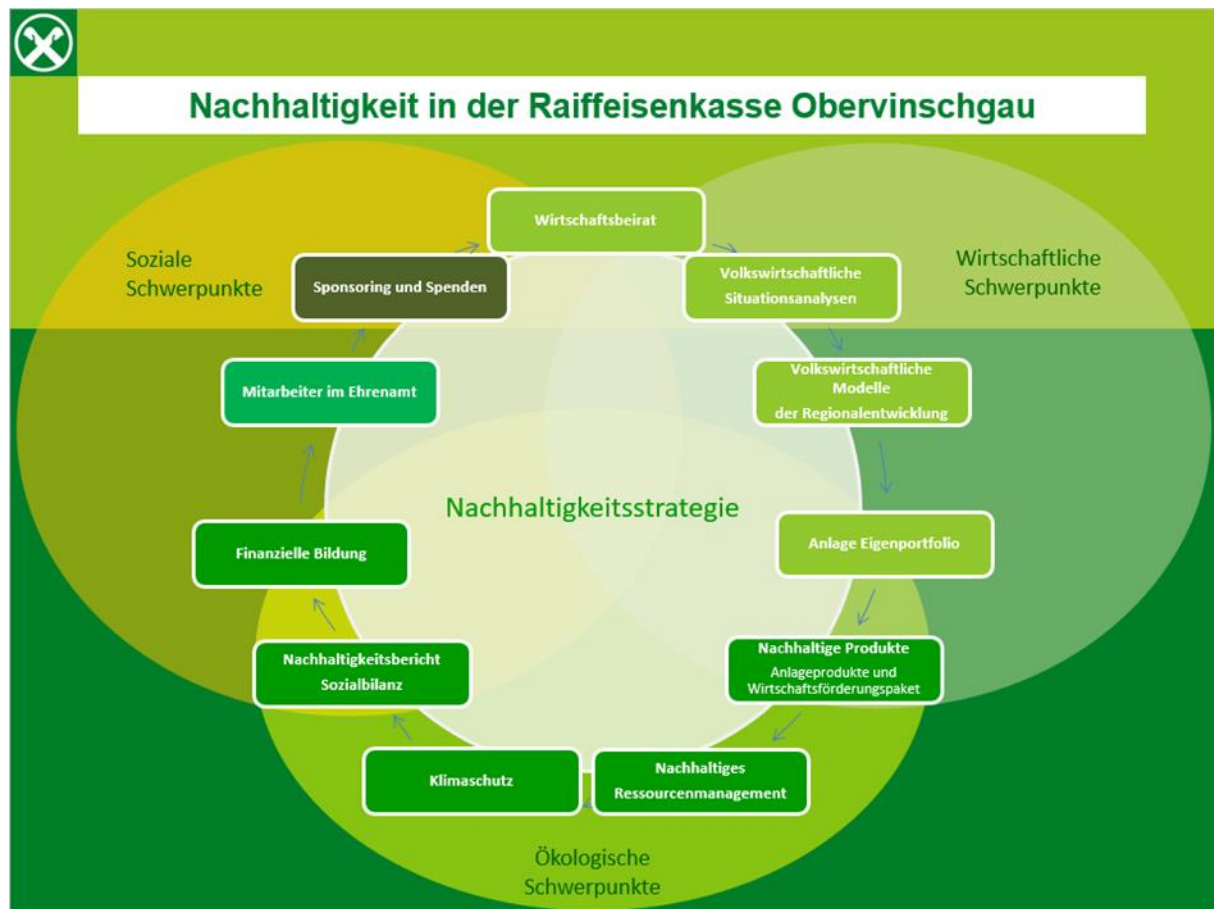 Nachhaltigkeit in der Raiffeisenkasse Obervinschgau
Wirtschaftsbeirat
Soziale
Schwerpunkte
Wirtschaftliche
Schwerpunkte
Sponsoring und Spenden
Volkswirtschaftliche
Situationsanalysen
Mitarbeiter im Ehrenamt
Volkswirtschaftliche
Modelle
der Regionalentwicklung
Nachhaltigkeitsstrategie
Finanzielle Bildung
Anlage Eigenportfolio
Nachhaltigkeitsbericht
Sozialbilanz
Nachhaltige Produkte
Anlageprodukte und
Wirtschaftsförderungspaket
Klimaschutz
Nachhaltiges
Ressourcenmanagement
Ökologische
Schwerpunkte